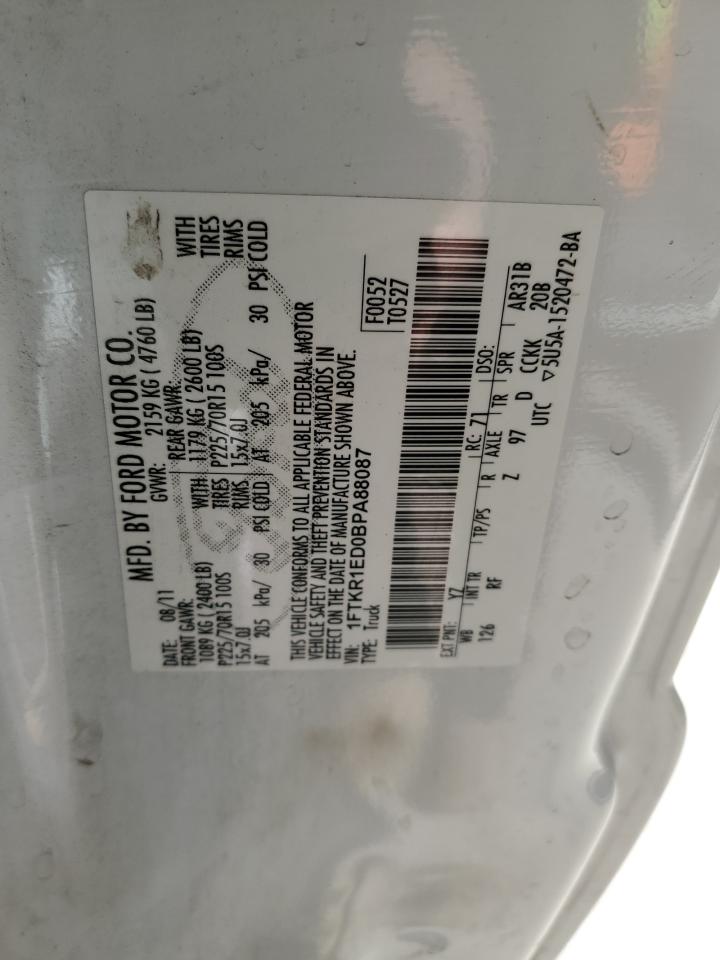 MFD. BY FORD MOTOR CO.
DATE: 08/11 GVWR: 2159 KG ( 4760 LB)
FRONT GAWR: REAR GAWR:
1089 KG ( 2400 LB) WITH 1179 KG ( 2600 LB) WITH
P225/70R15 100S TIRES P225/70R15 100S TIRES
15x7.0J RIMS 15x7.0J RIMS
AT 205 kPa/ 30 PSI COLD AT 205 kPa/ 30 PSI COLD
THIS VEHICLE CONFORMS TO ALL APPLICABLE FEDERAL MOTOR
VEHICLE SAFETY AND THEFT PREVENTION STANDARDS IN
EFFECT ON THE DATE OF MANUFACTURE SHOWN ABOVE.
VIN: 1FTKR1ED0BPA88087
TYPE: Truck
F0052
T0527
EXT PNT: YZ RC: 71 DSO:
WB INT TR TP/PS R AXLE TR SPR
126 RF Z 97 D CCKK AR31B
20B
UTC ▽5U5A-1520472-BA